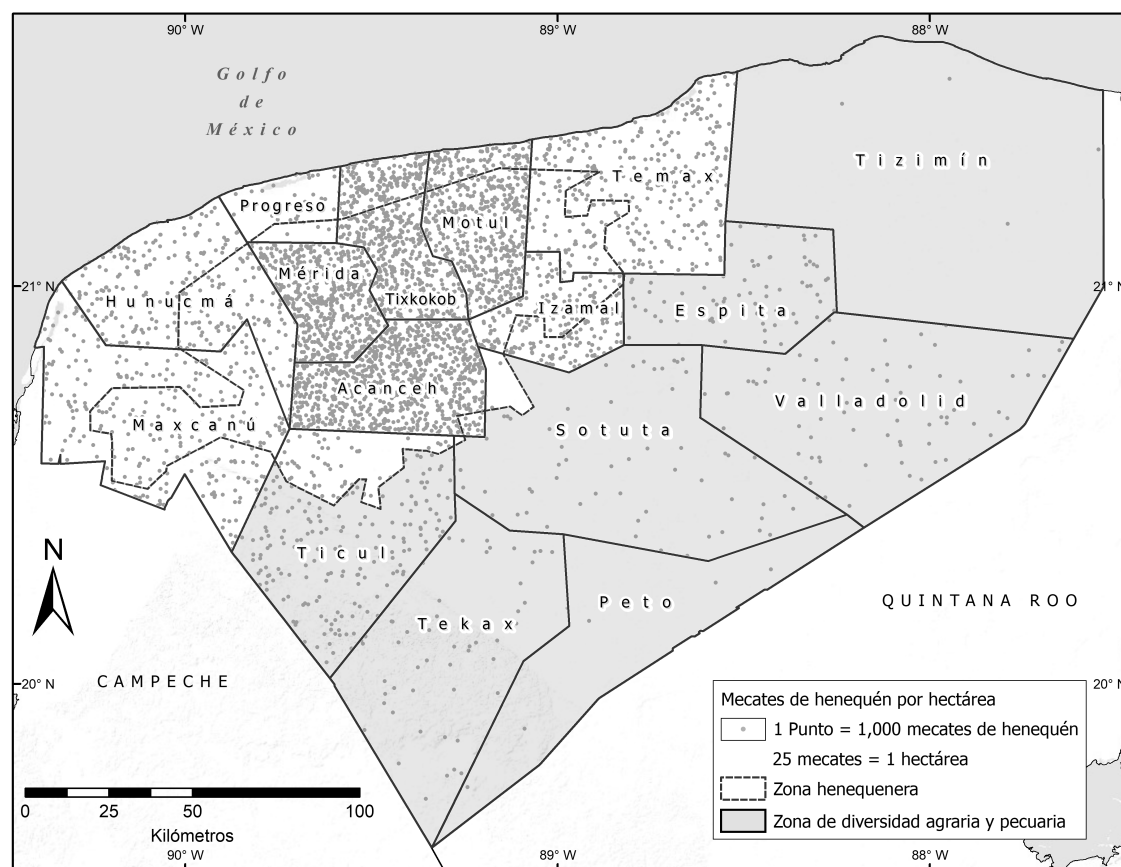 90° W
89° W
88° W
Golfo
de
México
Tizimín
Temax
Progreso
Motul
Mérida
21° N
21° N
Hunucmá
Tixkokob
Izamal
Espita
Acanceh
Valladolid
Maxcanú
Sotuta
N
Ticul
Peto
QUINTANA ROO
Tekax
CAMPECHE
20° N
20° N
Mecates de henequén por hectárea
1 Punto = 1,000 mecates de henequén
25 mecates = 1 hectárea
Zona henequenera
Zona de diversidad agraria y pecuaria
0 25 50 100
Kilómetros
90° W
89° W
88° W